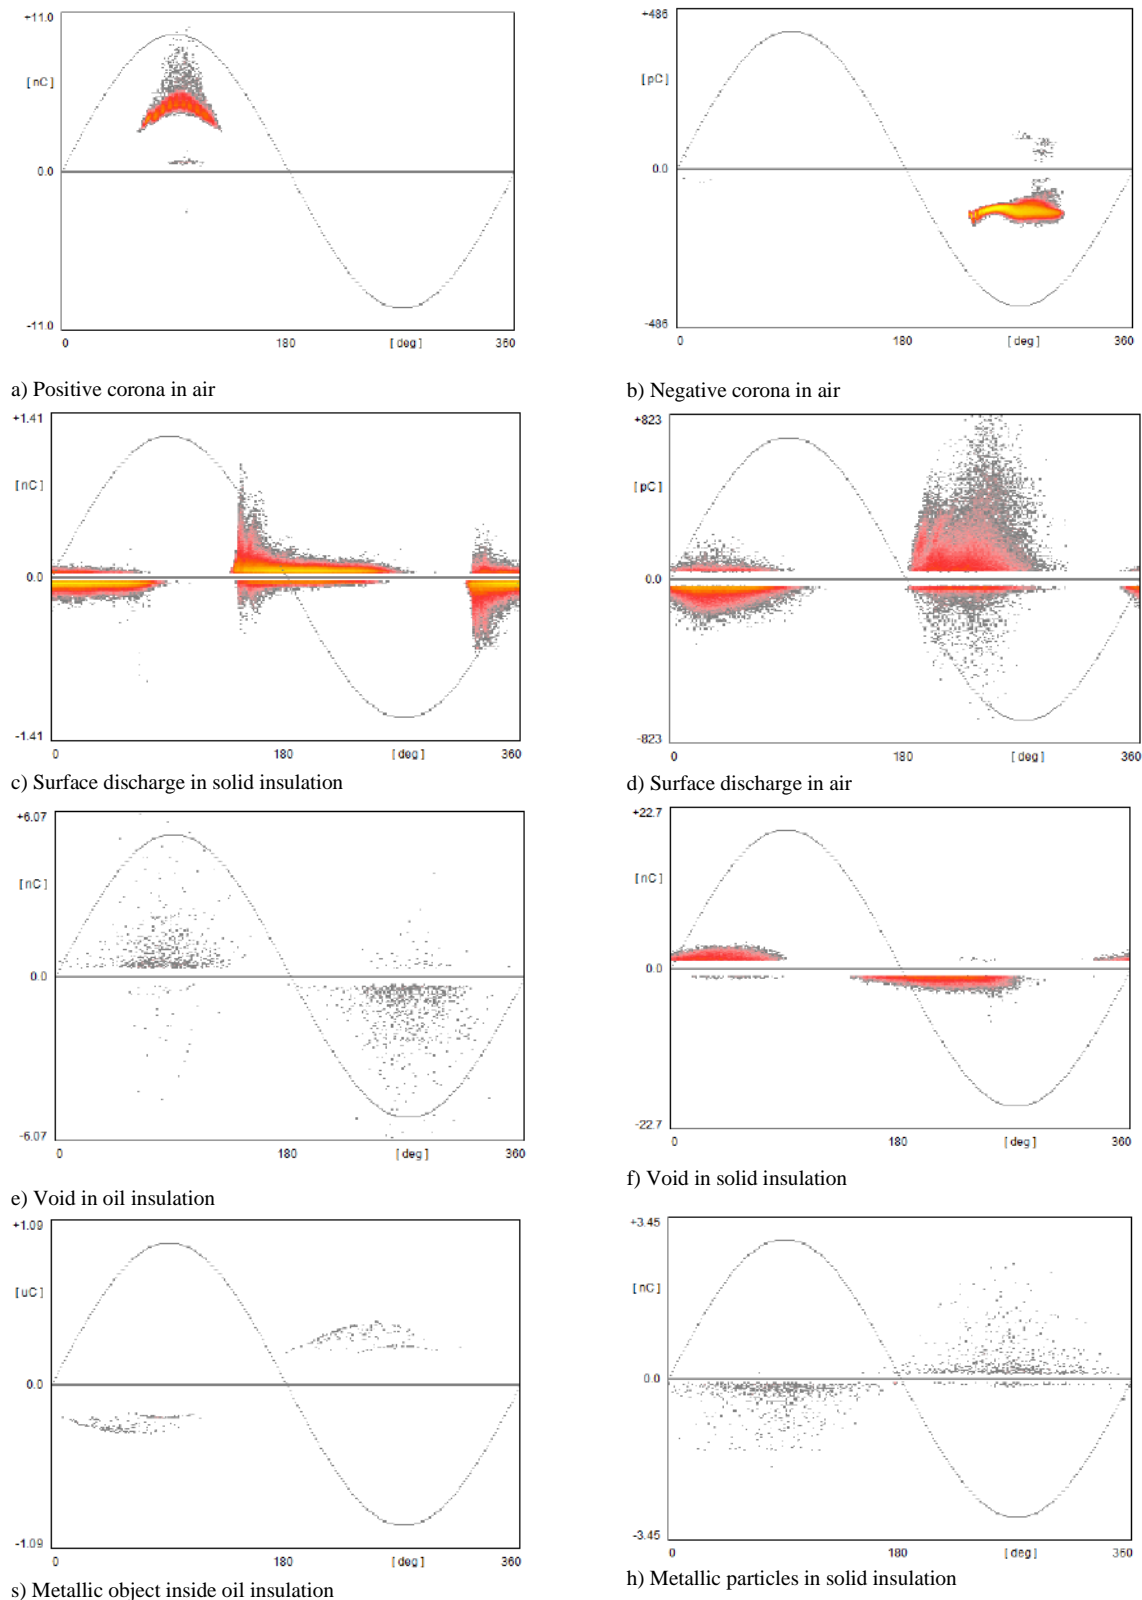 +11.0
[nC]
0.0
-11.0
0 180 [deg] 360
a) Positive corona in air
+486
[pC]
0.0
-486
0 180 [deg] 360
b) Negative corona in air
+1.41
[nC]
0.0
-1.41
0 180 [deg] 360
c) Surface discharge in solid insulation
+823
[pC]
0.0
-823
0 180 [deg] 360
d) Surface discharge in air
+6.07
[nC]
0.0
-6.07
0 180 [deg] 360
e) Void in oil insulation
+22.7
[nC]
0.0
-22.7
0 180 [deg] 360
f) Void in solid insulation
+1.09
[uC]
0.0
-1.09
0 180 [deg] 360
s) Metallic object inside oil insulation
+3.45
[nC]
0.0
-3.45
0 180 [deg] 360
h) Metallic particles in solid insulation